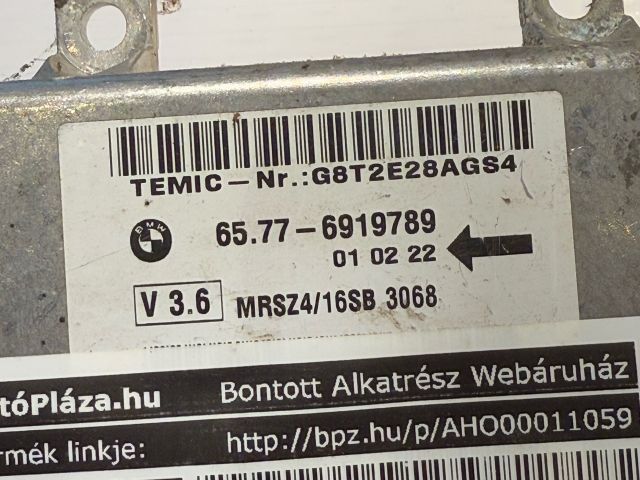 TEMIC-Nr.:G8T2E28AGS4
BMW
65.77-6919789
01 02 22
V 3.6 MRSZ4/16SB 3068
tóPláza.hu Bontott Alkatrész Webáruház
rmék linkje: http://bpz.hu/p/AHO00011059